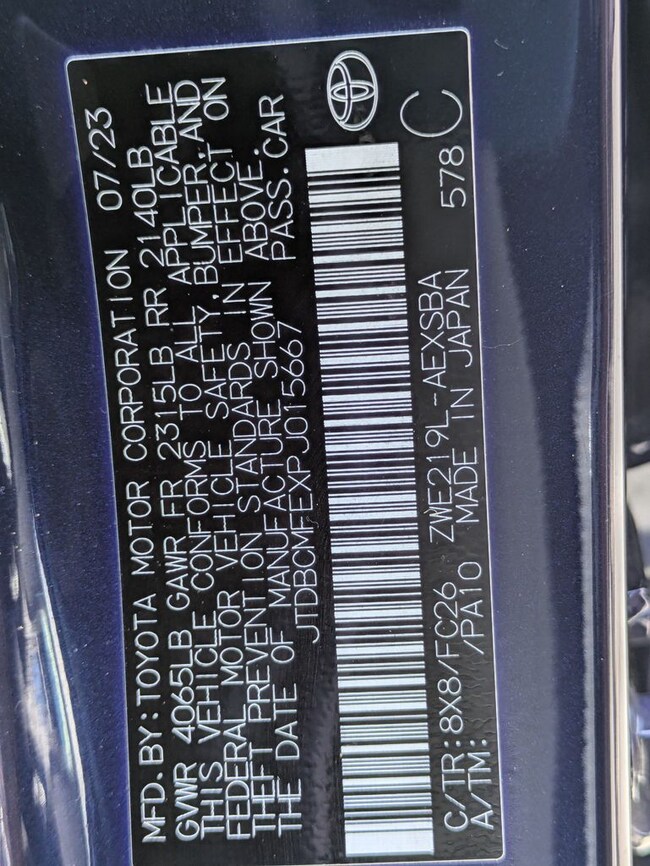 MFD.BY:TOYOTA MOTOR CORPORATION 07/23
GVWR 4065LB GAWR FR 2315LB RR 2140LB
THIS VEHICLE CONFORMS TO ALL APPLICABLE
FEDERAL MOTOR VEHICLE SAFETY, BUMPER, AND
THEFT PREVENTION STANDARDS IN EFFECT ON
THE DATE OF MANUFACTURE SHOWN ABOVE.
JTDBCMFEXPJ015667 PASS.CAR
C/TR:8X8/FC26 ZWE219L-AEXSBA
A/TM: /PA10 MADE IN JAPAN 578 C